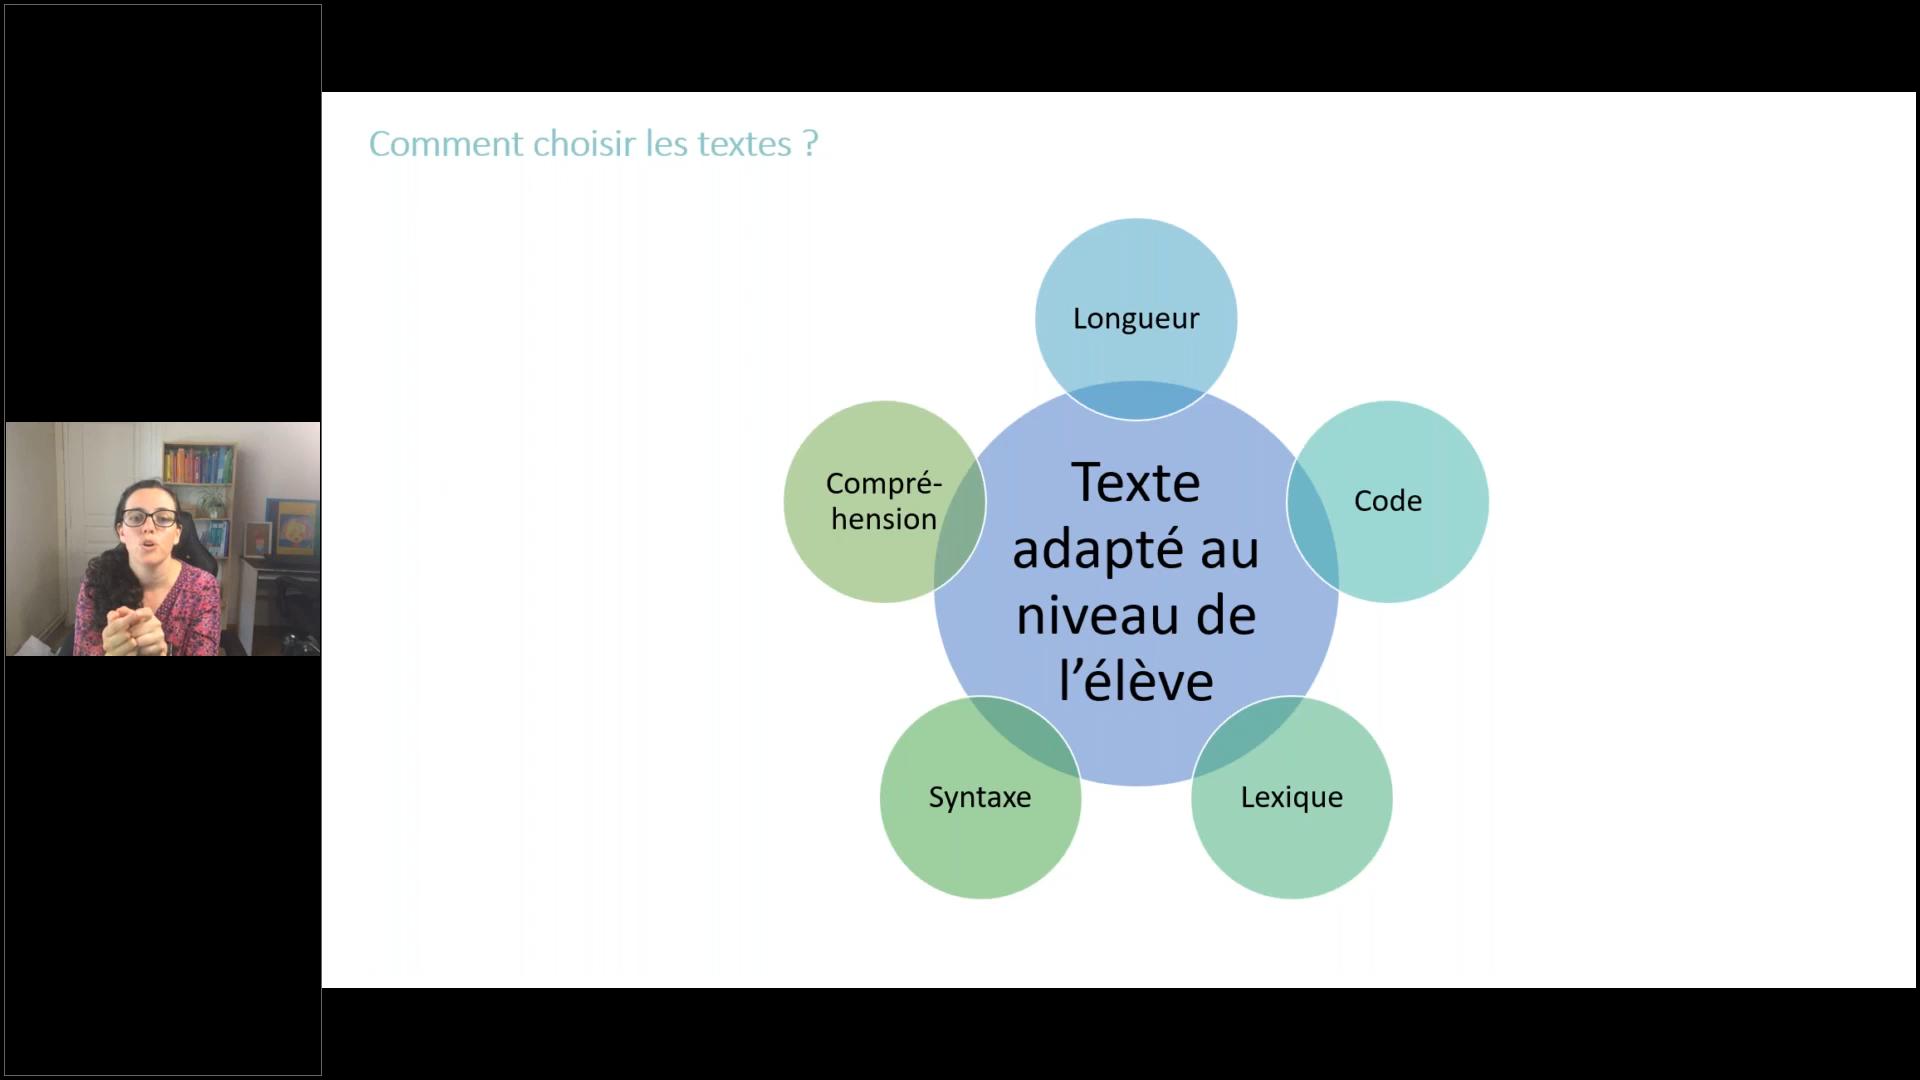 Comment choisir les textes ?
Longueur
Compré-
hension
Code
Texte
adapté au
niveau de
l’élève
Syntaxe
Lexique